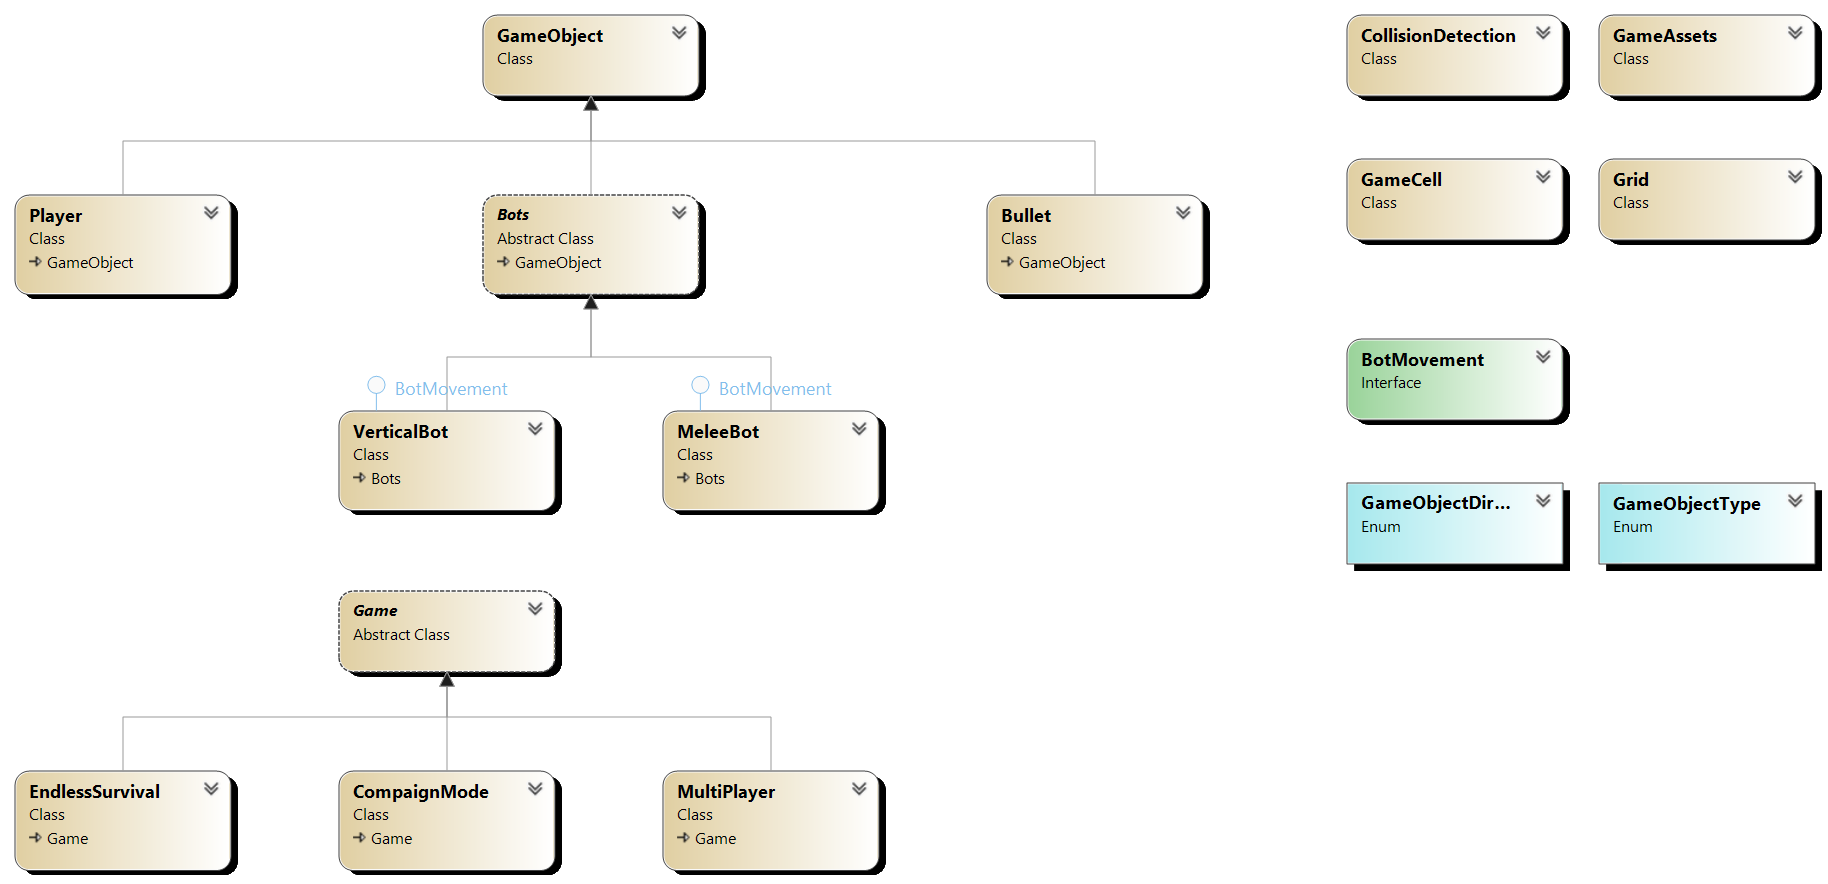 GameObject
Class
CollisionDetection
Class
GameAssets
Class
GameCell
Class
Grid
Class
Player
Class
GameObject
Bots
Abstract Class
GameObject
Bullet
Class
GameObject
BotMovement
Interface
BotMovement
BotMovement
VerticalBot
Class
Bots
MeleeBot
Class
Bots
GameObjectDir...
Enum
GameObjectType
Enum
Game
Abstract Class
EndlessSurvival
Class
Game
CompaignMode
Class
Game
MultiPlayer
Class
Game